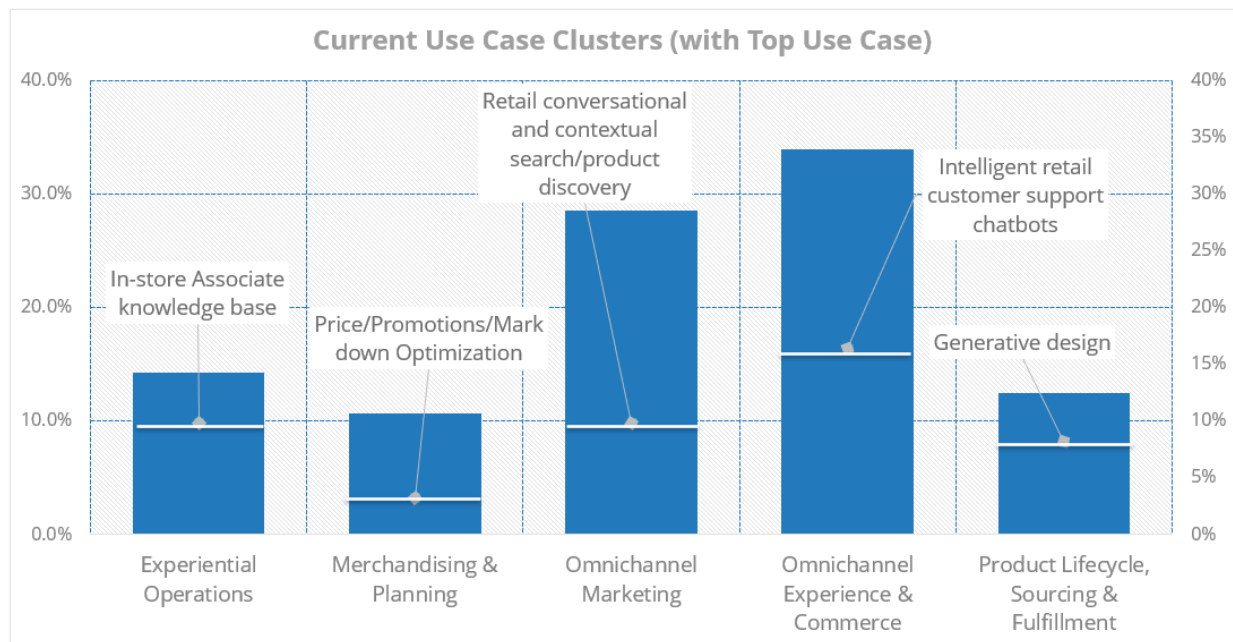 Current Use Case Clusters (with Top Use Case)
40.0%
30.0%
20.0%
10.0%
0.0%
In-store Associate
knowledge base
Price/Promotions/Mark
down Optimization
Retail conversational
and contextual
search/product
discovery
Intelligent retail
customer support
chatbots
Generative design
40%
35%
30%
25%
20%
15%
10%
5%
0%
Experiential
Operations
Merchandising &
Planning
Omnichannel
Marketing
Omnichannel
Experience &
Commerce
Product Lifecycle,
Sourcing &
Fulfillment